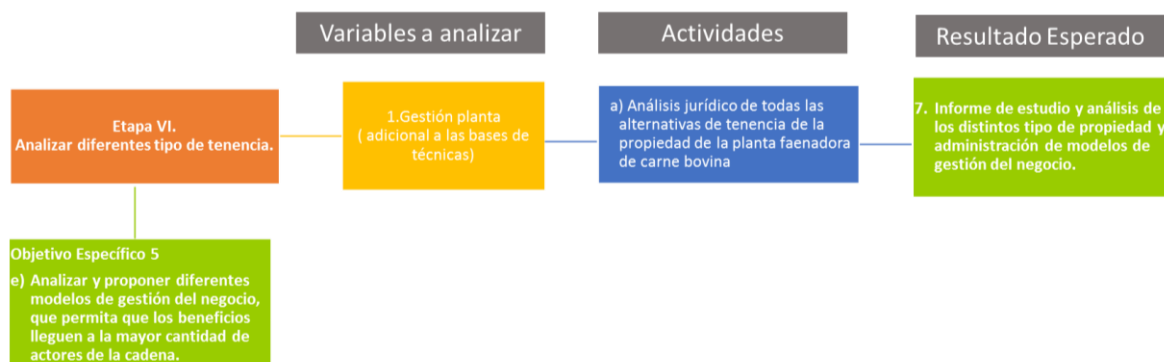 Variables a analizar
Actividades
Resultado Esperado
Etapa VI.
Analizar diferentes tipo de tenencia.
1.Gestión planta
( adicional a las bases de
técnicas)
a) Análisis jurídico de todas las
alternativas de tenencia de la
propiedad de la planta faenadora
de carne bovina
7. Informe de estudio y análisis de
los distintos tipo de propiedad y
administración de modelos de
gestión del negocio.
Objetivo Específico 5
e) Analizar y proponer diferentes
modelos de gestión del negocio,
que permita que los beneficios
lleguen a la mayor cantidad de
actores de la cadena.